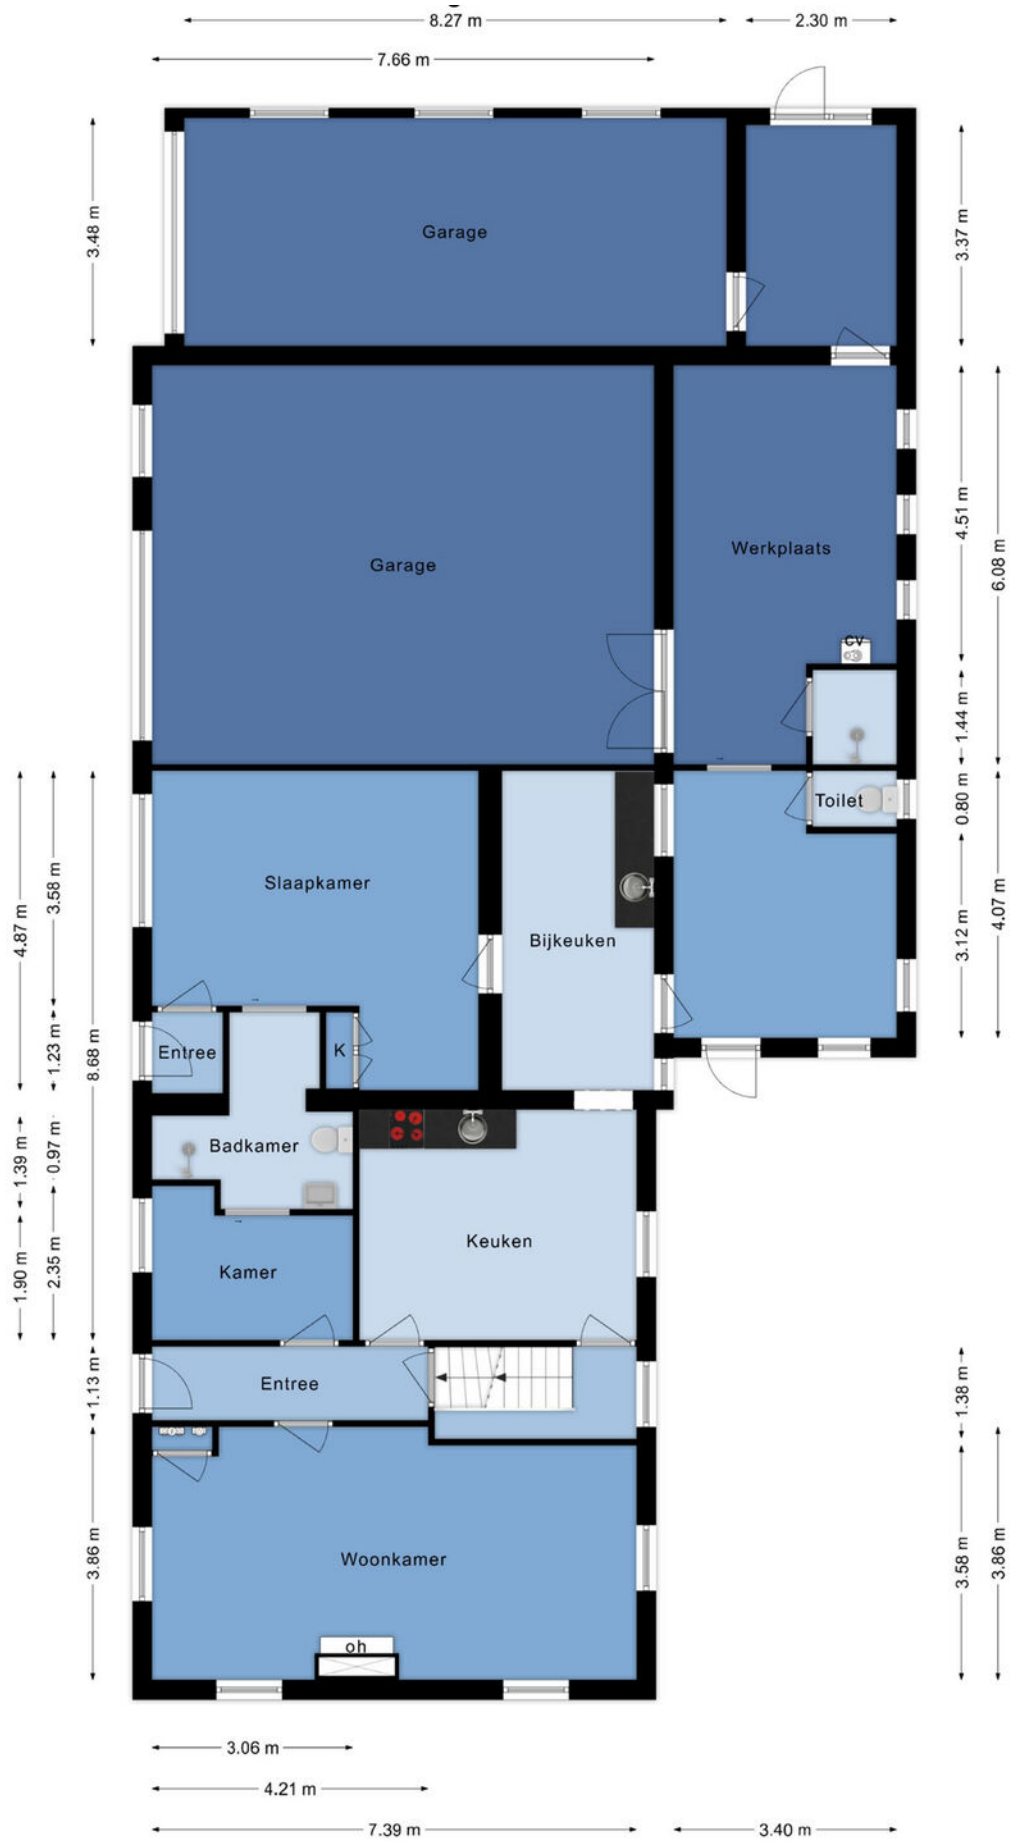 8.27 m
2.30 m
7.66 m
3.48 m
Garage
3.37 m
Garage
Werkplaats
4.51 m
6.08 m
cv
1.44 m
Toilet
0.80 m
Slaapkamer
3.58 m
4.87 m
Bijkeuken
3.12 m
4.07 m
Entree
K
1.23 m
8.68 m
Badkamer
1.39 m
0.97 m
Keuken
Kamer
1.90 m
2.35 m
Entree
1.13 m
1.38 m
Woonkamer
3.86 m
3.58 m
3.86 m
oh
3.06 m
4.21 m
7.39 m
3.40 m